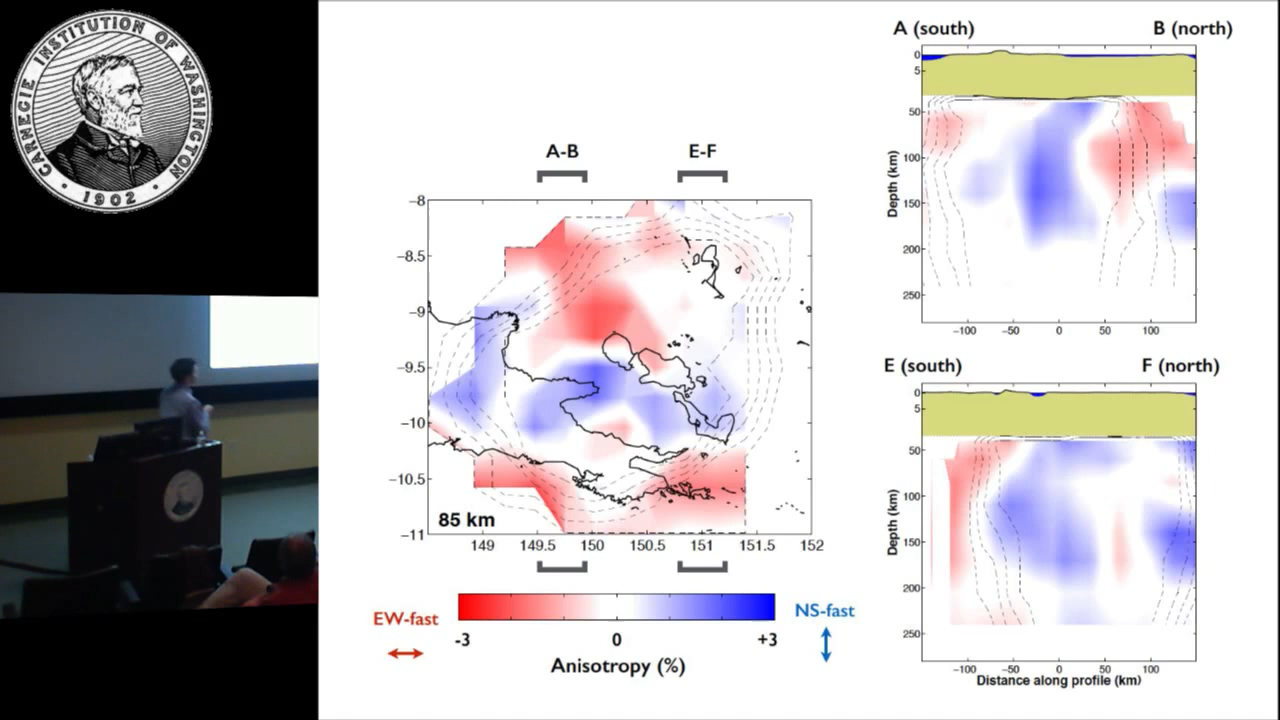 CARNEGIE INSTITUTION OF WASHINGTON
· 1902 ·
A-B
E-F
-8
-8.5
-9
-9.5
-10
-10.5
-11
85 km
149
149.5
150
150.5
151
151.5
152
EW-fast
NS-fast
-3
0
+3
Anisotropy (%)
A (south)
B (north)
0
5
50
100
150
200
250
Depth (km)
-100
-50
0
50
100
E (south)
F (north)
0
5
50
100
150
200
250
Depth (km)
-100
-50
0
50
100
Distance along profile (km)